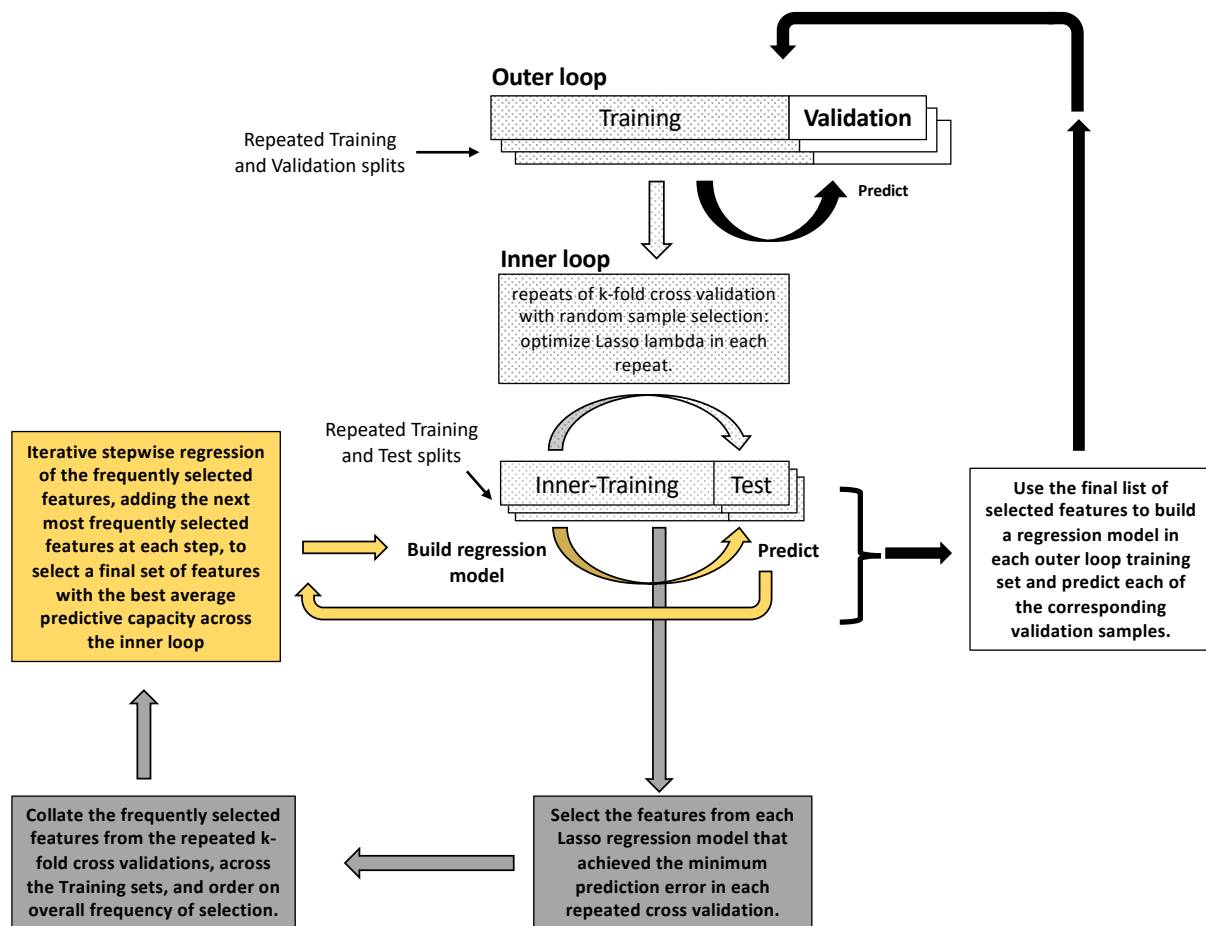 Outer loop
Training
Validation
Repeated Training
and Validation splits
Predict
Inner loop
repeats of k-fold cross validation
with random sample selection:
optimize Lasso lambda in each
repeat.
Repeated Training
and Test splits
Inner-Training
Test
Iterative stepwise regression
of the frequently selected
features, adding the next
most frequently selected
features at each step, to
select a final set of features
with the best average
predictive capacity across
the inner loop
Build regression
model
Predict
Use the final list of
selected features to build
a regression model in
each outer loop training
set and predict each of
the corresponding
validation samples.
Collate the frequently selected
features from the repeated k-
fold cross validations, across
the Training sets, and order on
overall frequency of selection.
Select the features from each
Lasso regression model that
achieved the minimum
prediction error in each
repeated cross validation.